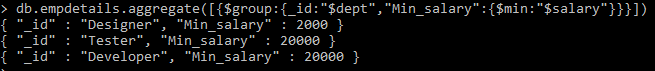 > db.empdetails.aggregate([{$group:{_id:"$dept","Min_salary":{$min:"$salary"}}}])
{ "_id" : "Designer", "Min_salary" : 2000 }
{ "_id" : "Tester", "Min_salary" : 20000 }
{ "_id" : "Developer", "Min_salary" : 20000 }